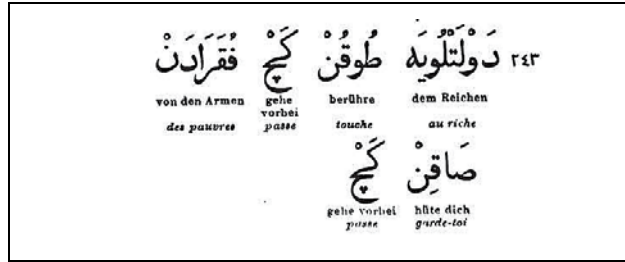 ٢٤٣ دَوْلَتْلُويَه طُوقُنْ كَچْ فُقَرَادَنْ
von den Armen gehe vorbei berühre dem Reichen
des pauvres passe touche au riche
صَاقِنْ كَچْ
gehe vorbei hüte dich
passe garde-toi